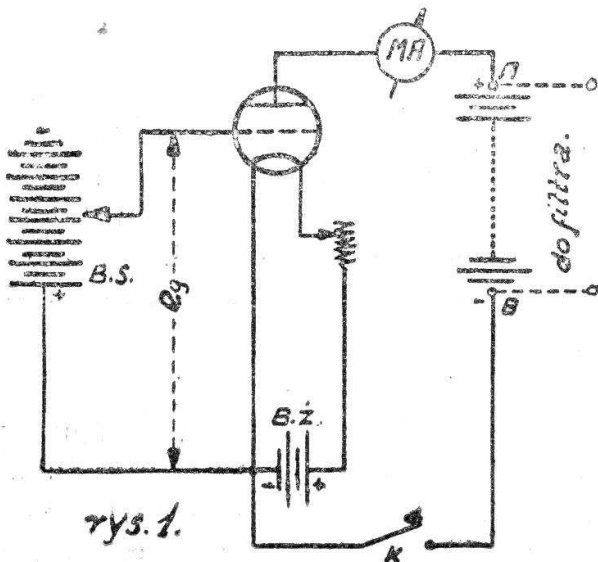 MA
+ A
do filtra.
B.S.
+
eg
- B
B.Ż.
- +
rys.1.
K